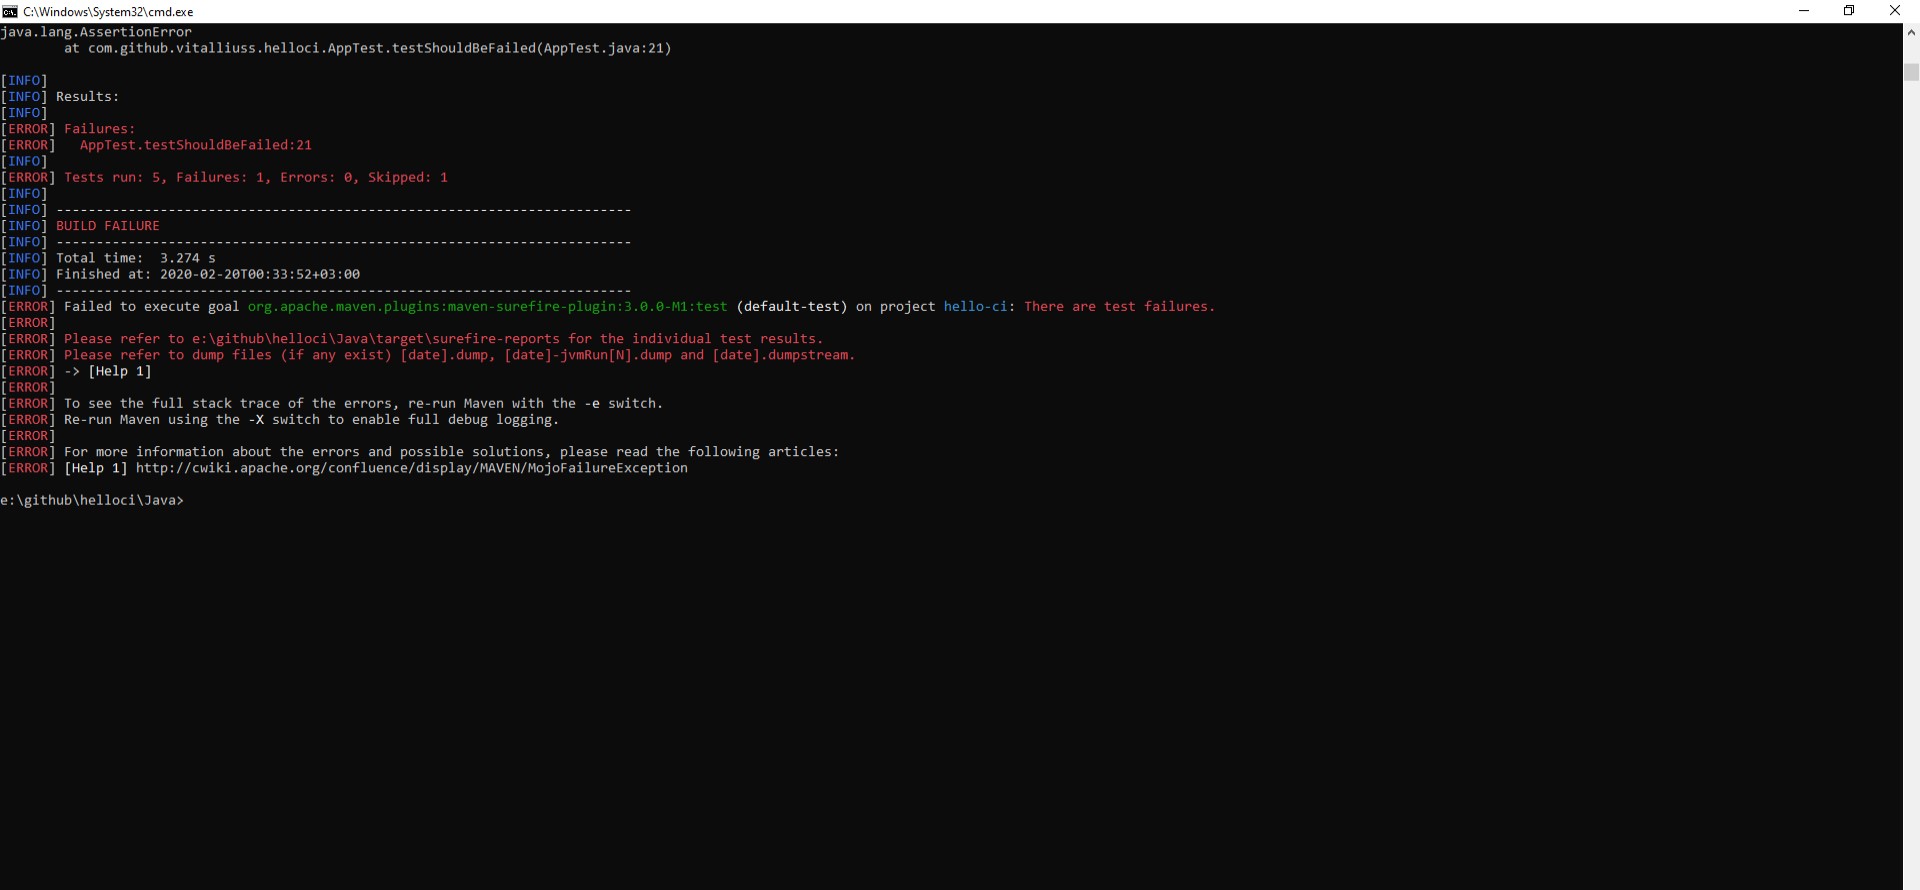 C:\Windows\System32\cmd.exe
java.lang.AssertionError
        at com.github.vitalliuss.helloci.AppTest.testShouldBeFailed(AppTest.java:21)
[INFO]
[INFO] Results:
[INFO]
[ERROR] Failures:
[ERROR]   AppTest.testShouldBeFailed:21
[INFO]
[ERROR] Tests run: 5, Failures: 1, Errors: 0, Skipped: 1
[INFO]
[INFO] ------------------------------------------------------------------------
[INFO] BUILD FAILURE
[INFO] ------------------------------------------------------------------------
[INFO] Total time:  3.274 s
[INFO] Finished at: 2020-02-20T00:33:52+03:00
[INFO] ------------------------------------------------------------------------
[ERROR] Failed to execute goal org.apache.maven.plugins:maven-surefire-plugin:3.0.0-M1:test (default-test) on project hello-ci: There are test failures.
[ERROR]
[ERROR] Please refer to e:\github\helloci\Java\target\surefire-reports for the individual test results.
[ERROR] Please refer to dump files (if any exist) [date].dump, [date]-jvmRun[N].dump and [date].dumpstream.
[ERROR] -> [Help 1]
[ERROR]
[ERROR] To see the full stack trace of the errors, re-run Maven with the -e switch.
[ERROR] Re-run Maven using the -X switch to enable full debug logging.
[ERROR]
[ERROR] For more information about the errors and possible solutions, please read the following articles:
[ERROR] [Help 1] http://cwiki.apache.org/confluence/display/MAVEN/MojoFailureException
e:\github\helloci\Java>